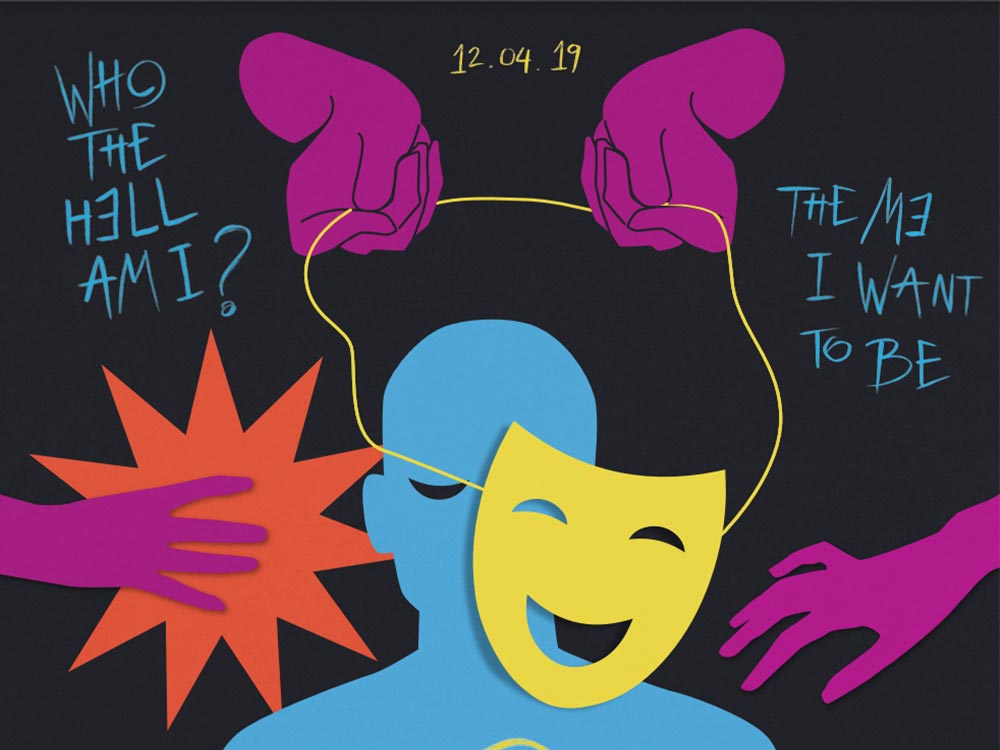 12.04.19
WHO
THE
HELL
AM I?
THE ME
I WANT
TO BE